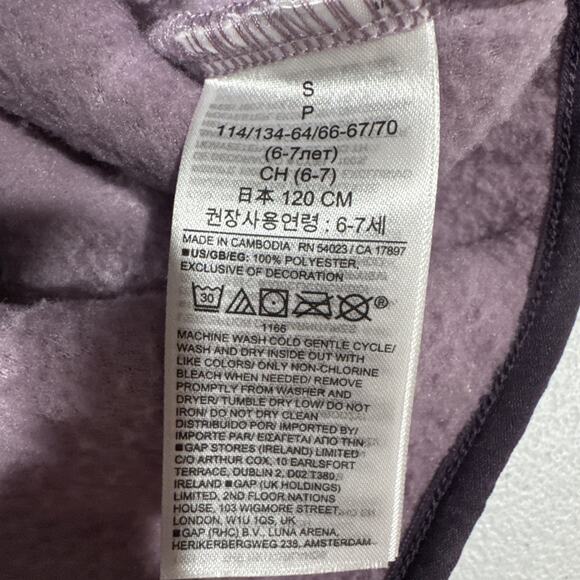 S
P
114/134-64/66-67/70
(6-7лет)
CH (6-7)
日本 120 CM
권장사용연령 : 6-7세
MADE IN CAMBODIA RN 54023 / CA 17897
■US/GB/EG: 100% POLYESTER,
EXCLUSIVE OF DECORATION
30 ®
1166
MACHINE WASH COLD GENTLE CYCLE/
WASH AND DRY INSIDE OUT WITH
LIKE COLORS/ ONLY NON-CHLORINE
BLEACH WHEN NEEDED/ REMOVE
PROMPTLY FROM WASHER AND
DRYER/ TUMBLE DRY LOW/ DO NOT
IRON/ DO NOT DRY CLEAN
DISTRIBUIDO POR/ IMPORTED BY/
IMPORTE PAR/ ΕΙΣΑΓΕΤΑΙ ΑΠΟ ΤΗΝ
■GAP STORES (IRELAND) LIMITED
C/O ARTHUR COX, 10 EARLSFORT
TERRACE, DUBLIN 2, D02 T380,
IRELAND ■GAP (UK HOLDINGS)
LIMITED, 2ND FLOOR NATIONS
HOUSE, 103 WIGMORE STREET,
LONDON, W1U 1QS, UK
■GAP (RHC) B.V., LUNA ARENA,
HERIKERBERGWEG 238, AMSTERDAM